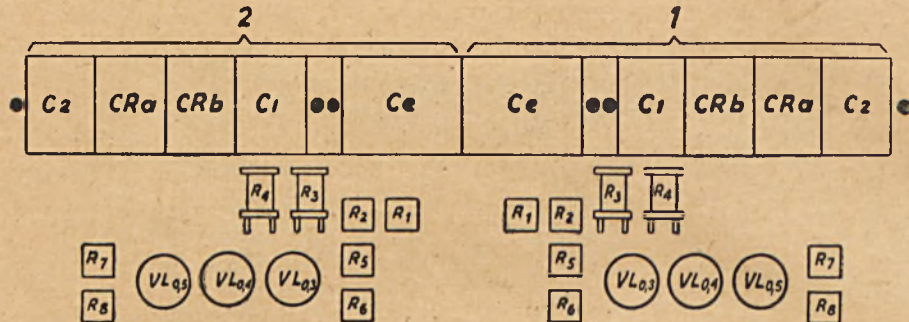 2 1
C2 CRa CRb C1 Ce Ce C1 CRb CRa C2
R4 R3 R3 R4
R2 R1 R1 R2
R7 R5 R5 R7
VL0,5 VL0,4 VL0,3 VL0,3 VL0,4 VL0,5
R8 R6 R6 R8